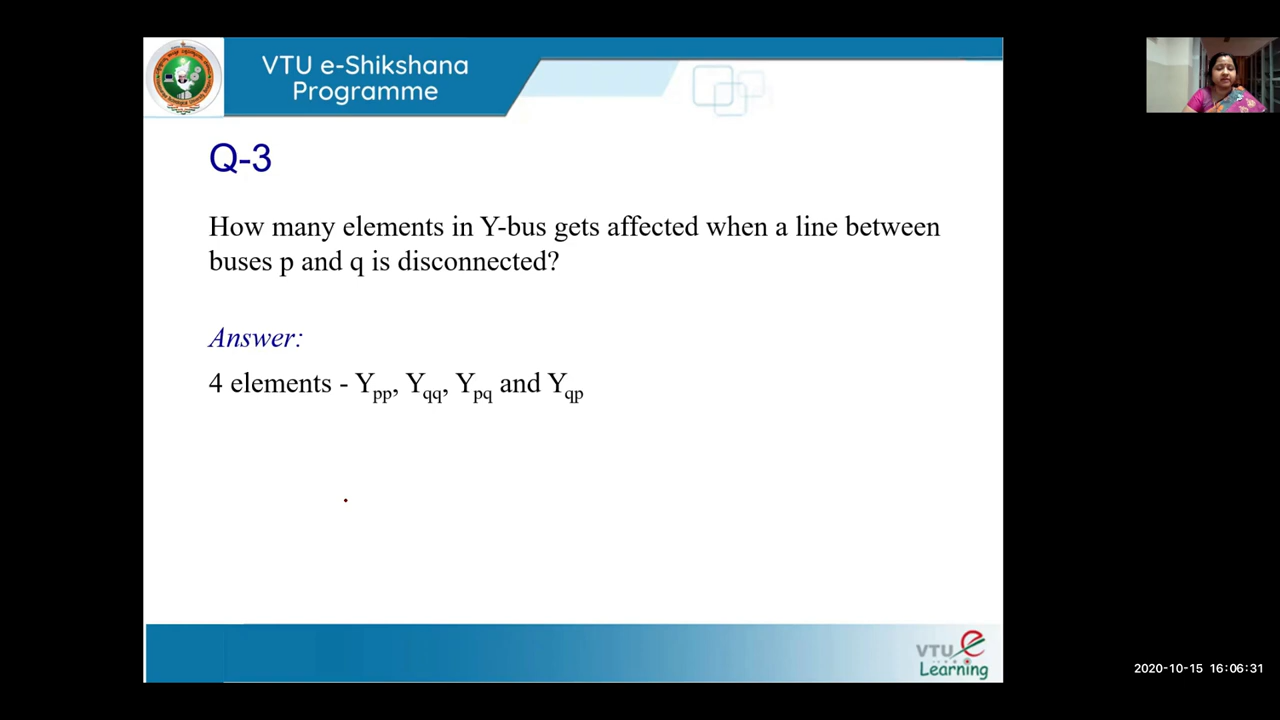 VTU e-Shikshana
Programme
Q-3
How many elements in Y-bus gets affected when a line between
buses p and q is disconnected?
Answer:
4 elements - Ypp, Yqq, Ypq and Yqp
VTU e
Learning
2020-10-15 16:06:31